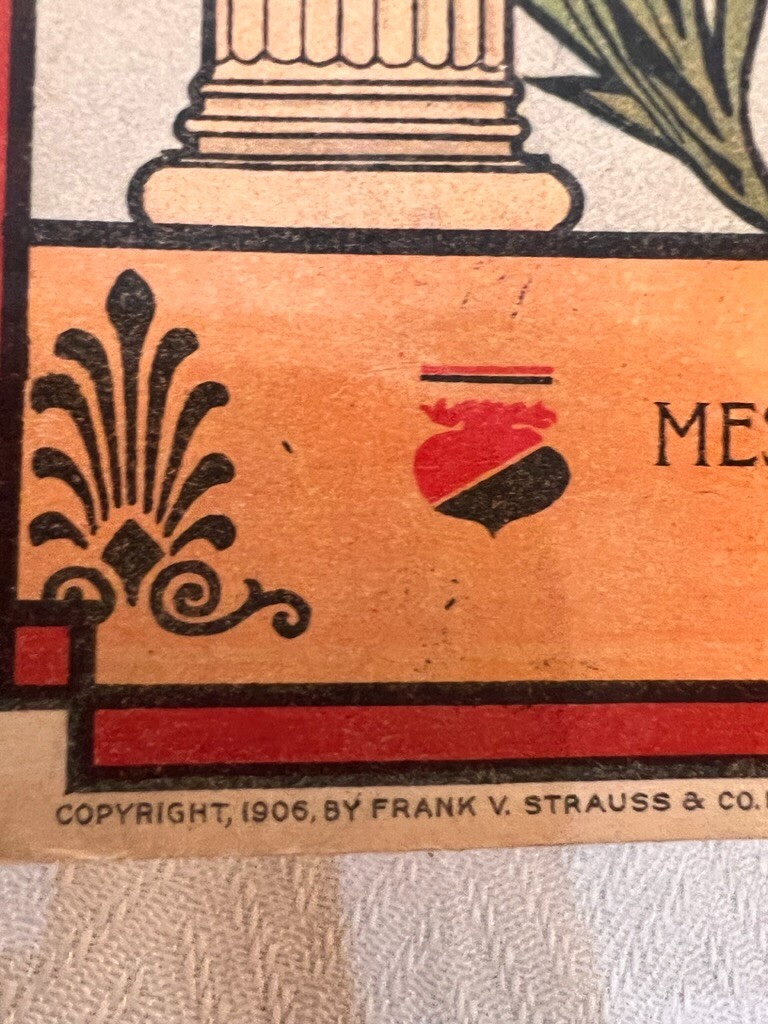 MES
COPYRIGHT, 1906, BY FRANK V. STRAUSS & CO.